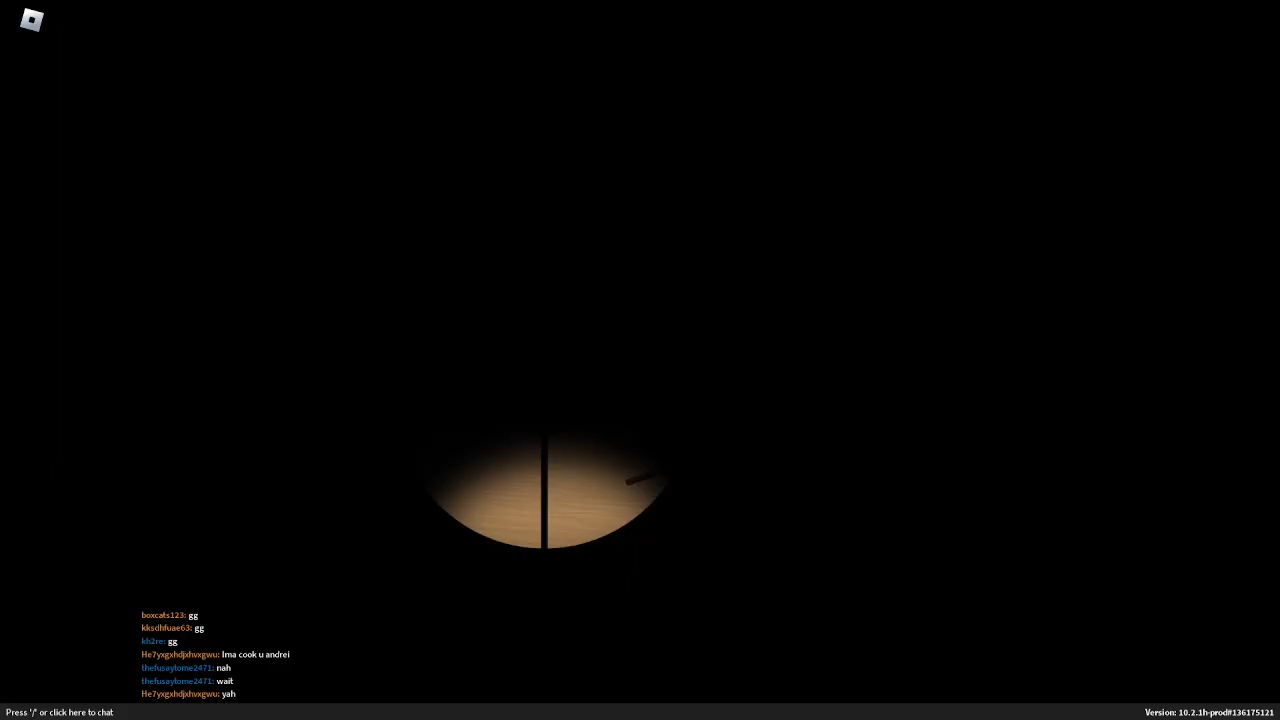 boxcats123: gg
kksdhfuae63: gg
kh2re: gg
He7yxgxhdjxhvxgwu: Ima cook u andrei
thefusaytome2471: nah
thefusaytome2471: wait
He7yxgxhdjxhvxgwu: yah
Press '/' or click here to chat
Version: 10.2.1h-prod#136175121